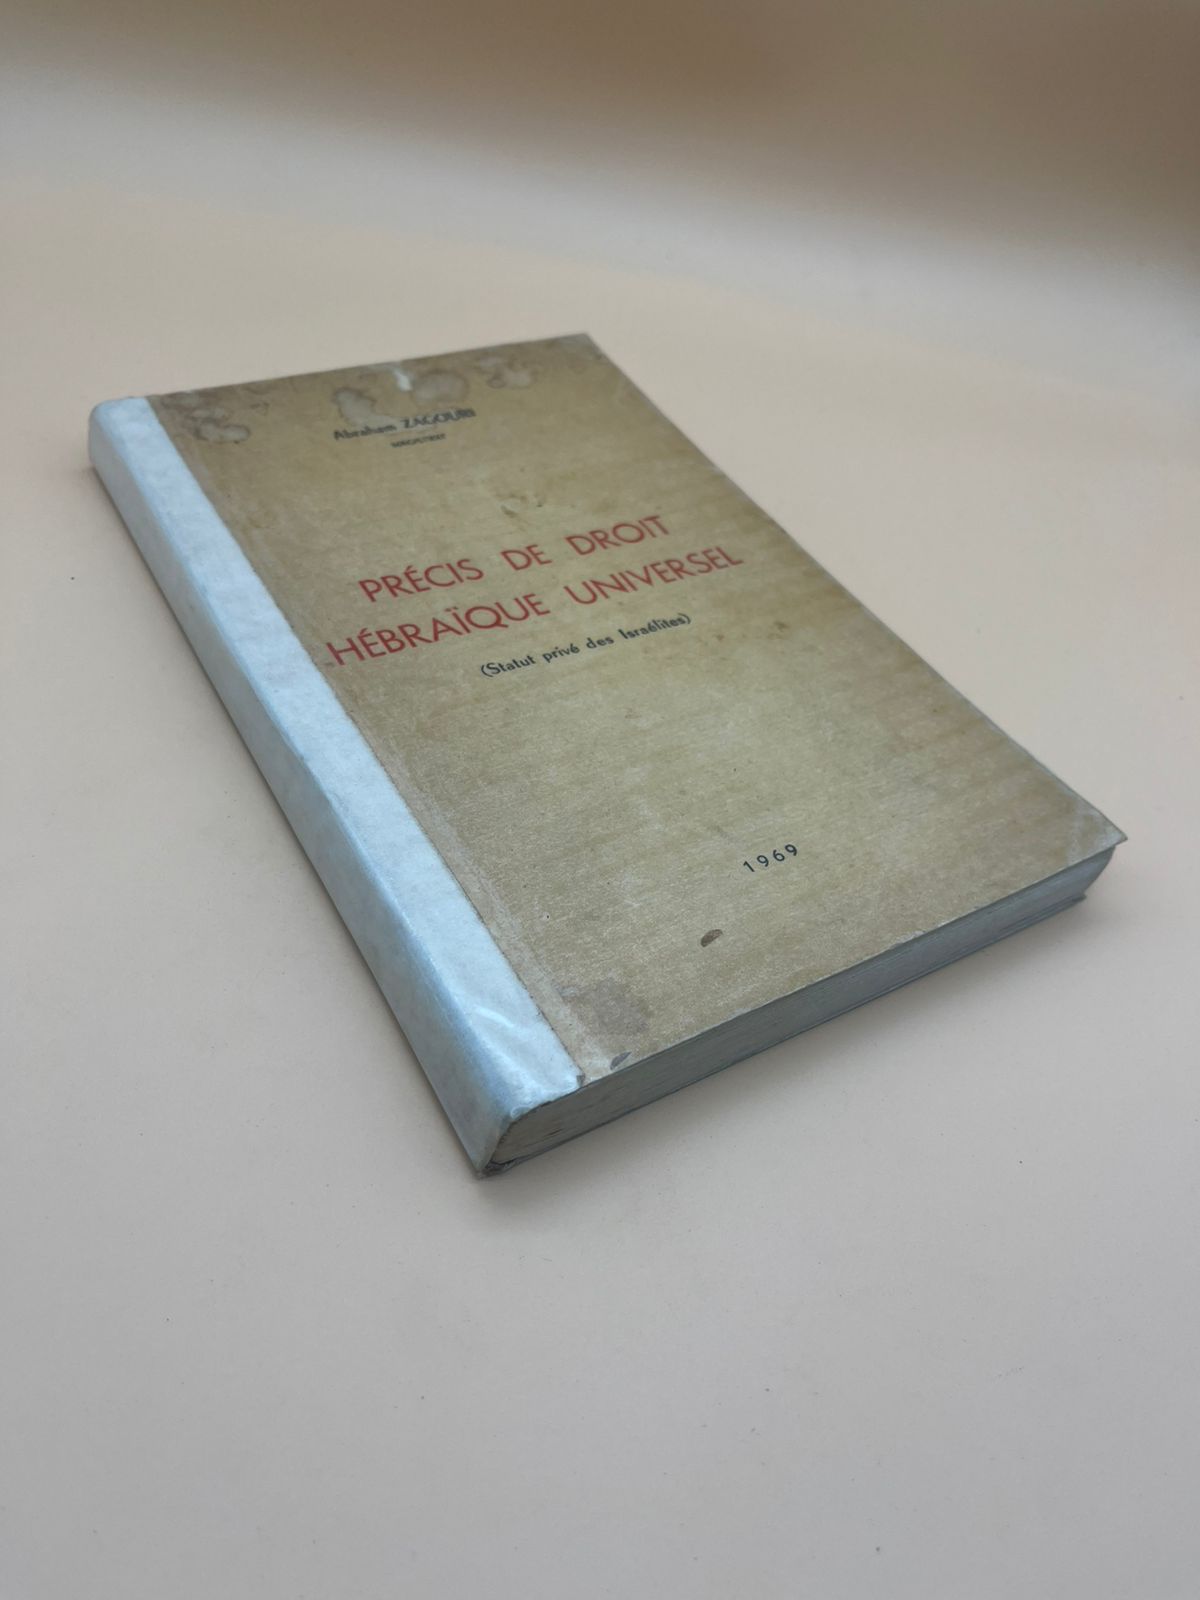 Abraham ZAGOURI
PRÉCIS DE DROIT
HÉBRAÏQUE UNIVERSEL
(Statut privé des Israélites)
1969